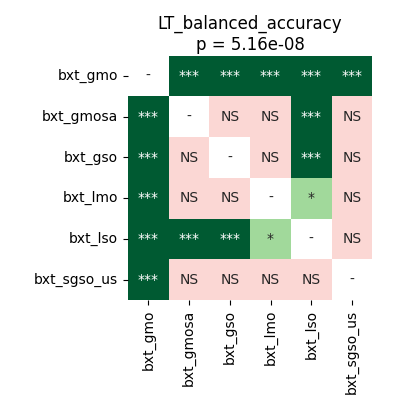 LT_balanced_accuracy
p = 5.16e-08
bxt_gmo - *** *** *** *** ***
bxt_gmosa *** - NS NS *** NS
bxt_gso *** NS - NS *** NS
bxt_lmo *** NS NS - * NS
bxt_lso *** *** *** * - NS
bxt_sgso_us *** NS NS NS NS -
bxt_gmo
bxt_gmosa
bxt_gso
bxt_lmo
bxt_lso
bxt_sgso_us